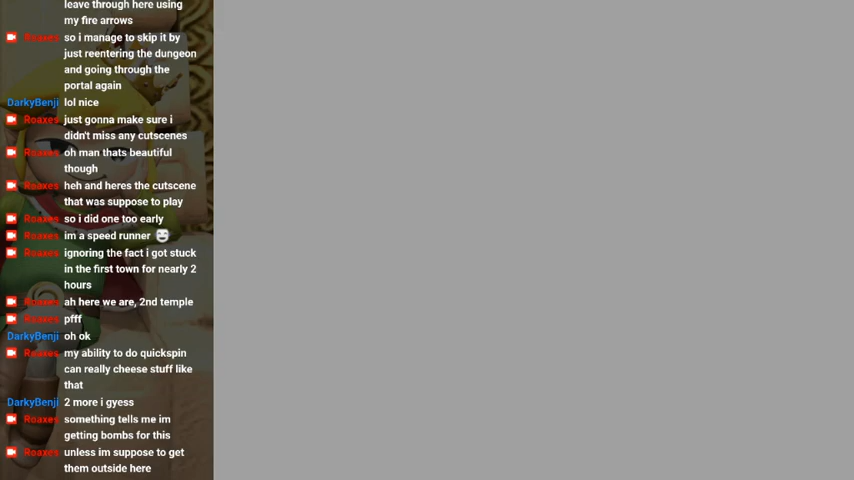 leave through here using
my fire arrows
Roaxes so i manage to skip it by
just reentering the dungeon
and going through the
portal again
DarkyBenji lol nice
Roaxes just gonna make sure i
didn't miss any cutscenes
Roaxes oh man thats beautiful
though
Roaxes heh and heres the cutscene
that was suppose to play
Roaxes so i did one too early
Roaxes im a speed runner
Roaxes ignoring the fact i got stuck
in the first town for nearly 2
hours
Roaxes ah here we are, 2nd temple
Roaxes pfff
DarkyBenji oh ok
Roaxes my ability to do quickspin
can really cheese stuff like
that
DarkyBenji 2 more i gyess
Roaxes something tells me im
getting bombs for this
Roaxes unless im suppose to get
them outside here